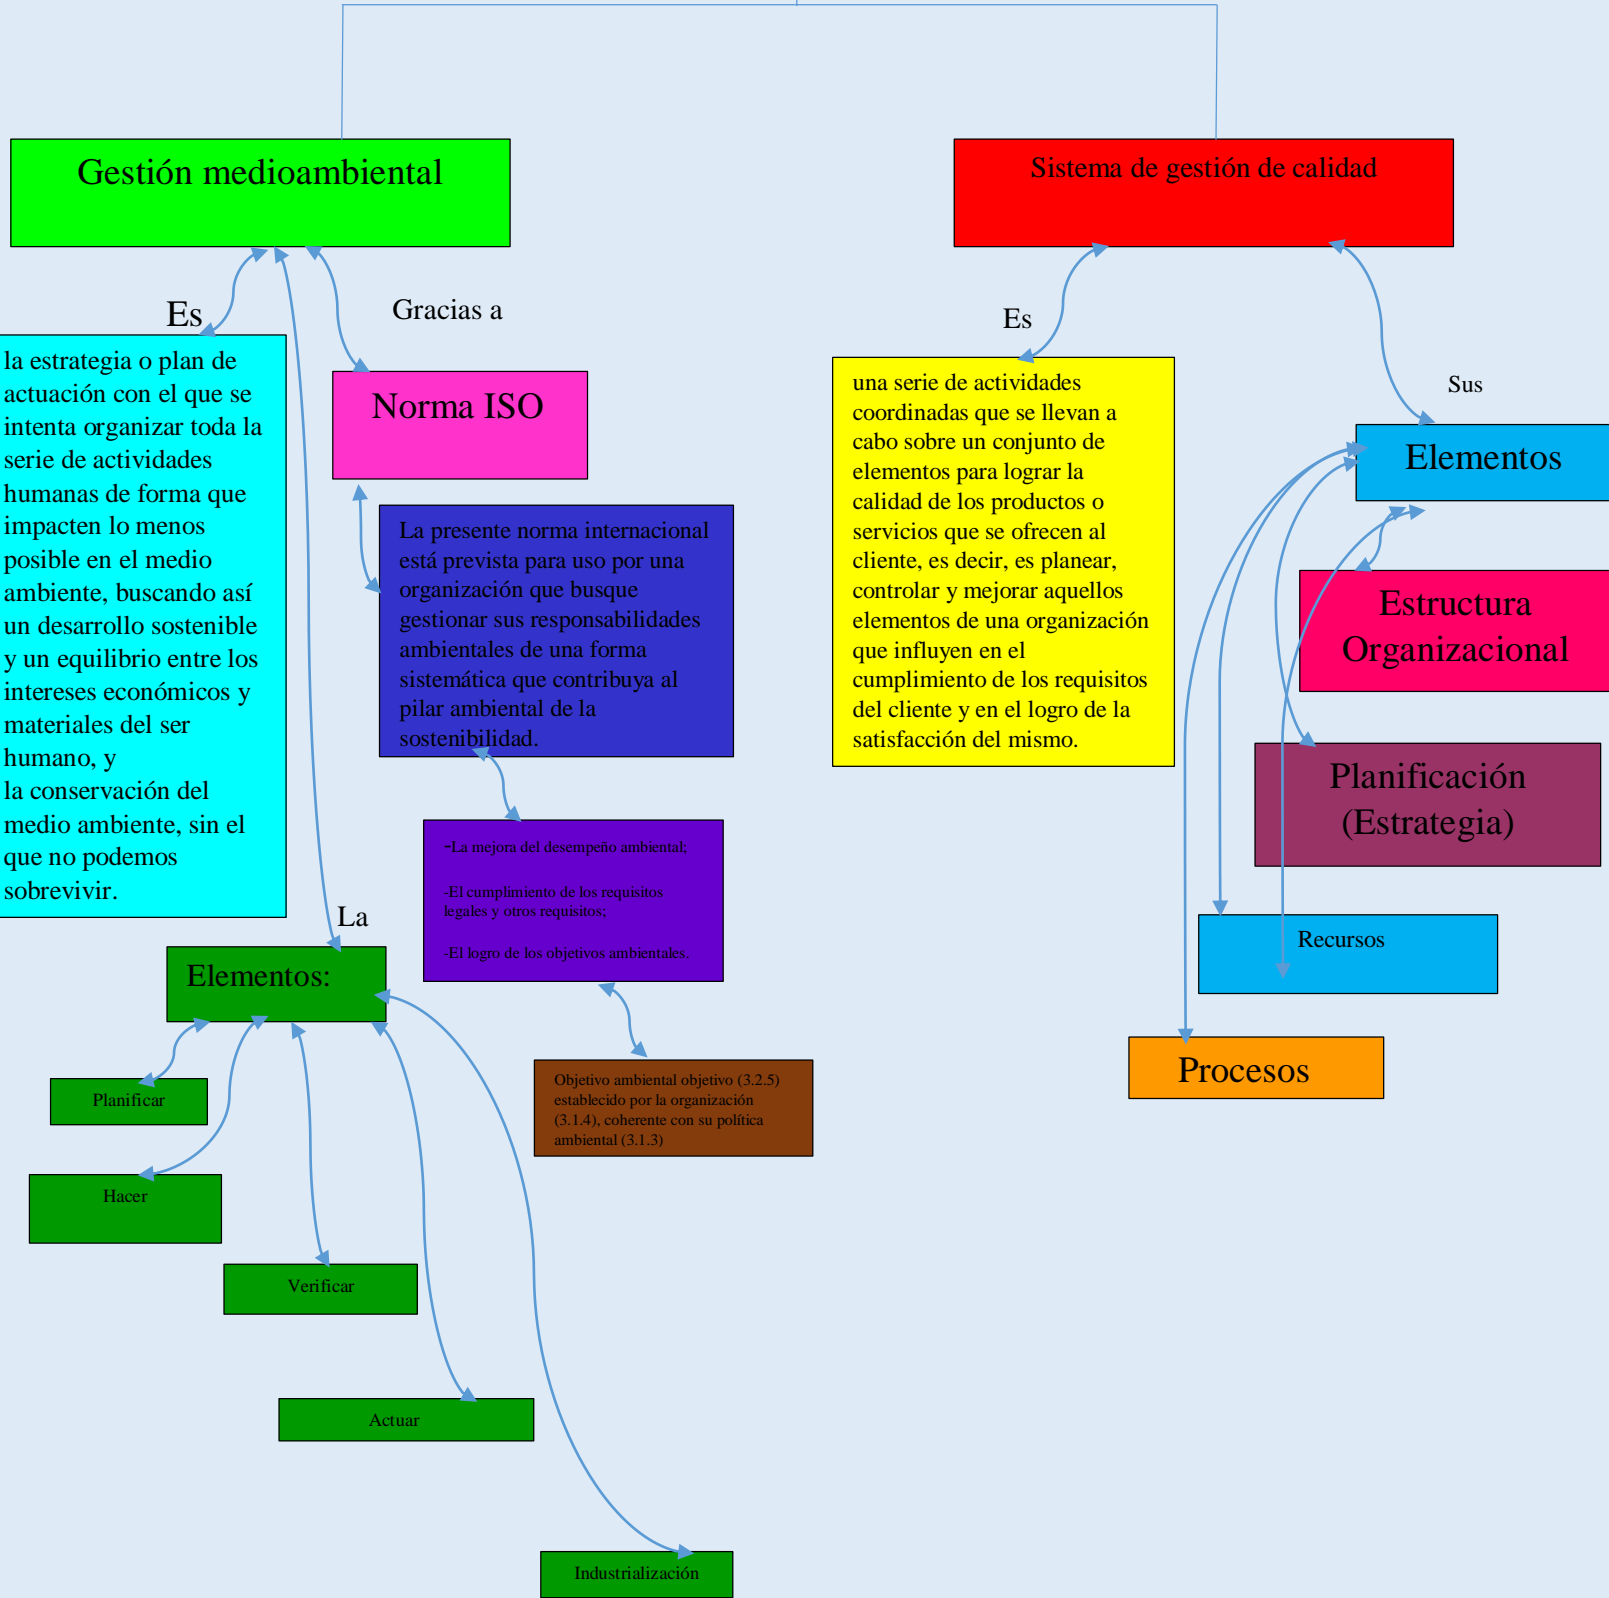 Gestión medioambiental
Sistema de gestión de calidad
Es
Gracias a
la estrategia o plan de
actuación con el que se
intenta organizar toda la
serie de actividades
humanas de forma que
impacten lo menos
posible en el medio
ambiente, buscando así
un desarrollo sostenible
y un equilibrio entre los
intereses económicos y
materiales del ser
humano, y
la conservación del
medio ambiente, sin el
que no podemos
sobrevivir.
Norma ISO
La presente norma internacional
está prevista para uso por una
organización que busque
gestionar sus responsabilidades
ambientales de una forma
sistemática que contribuya al
pilar ambiental de la
sostenibilidad.
-La mejora del desempeño ambiental;
-El cumplimiento de los requisitos
legales y otros requisitos;
-El logro de los objetivos ambientales.
Objetivo ambiental objetivo (3.2.5)
establecido por la organización
(3.1.4), coherente con su política
ambiental (3.1.3)
La
Elementos:
Planificar
Hacer
Verificar
Actuar
Industrialización
Es
una serie de actividades
coordinadas que se llevan a
cabo sobre un conjunto de
elementos para lograr la
calidad de los productos o
servicios que se ofrecen al
cliente, es decir, es planear,
controlar y mejorar aquellos
elementos de una organización
que influyen en el
cumplimiento de los requisitos
del cliente y en el logro de la
satisfacción del mismo.
Sus
Elementos
Estructura
Organizacional
Planificación
(Estrategia)
Recursos
Procesos